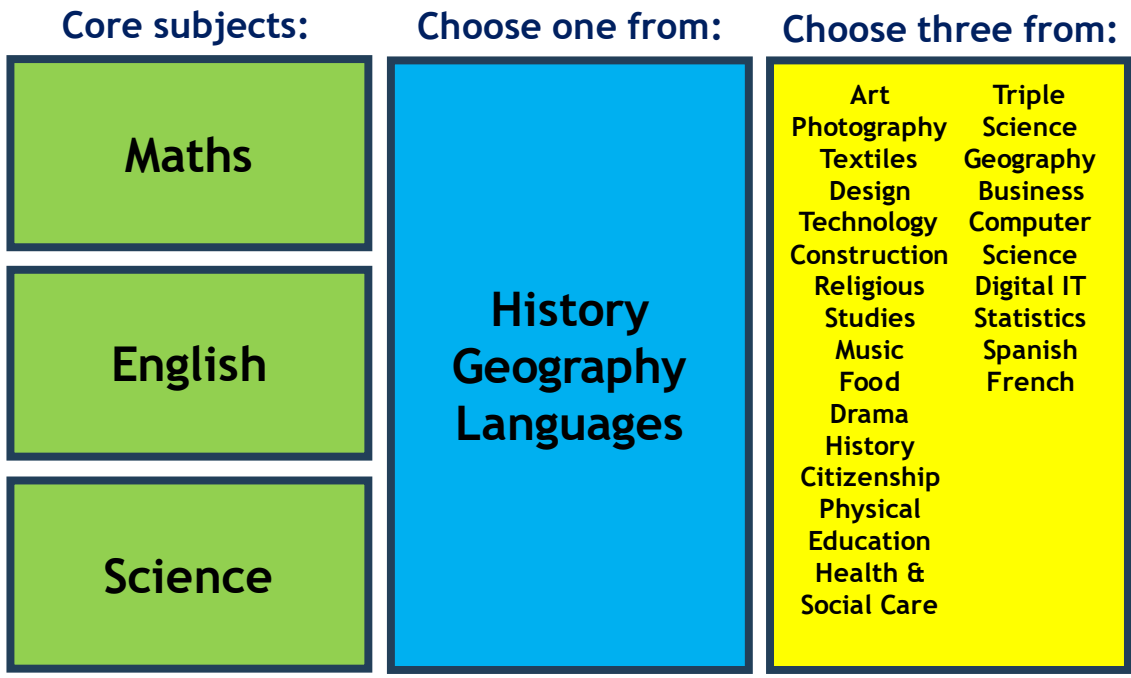 Core subjects:
Maths
English
Science
Choose one from:
History
Geography
Languages
Choose three from:
Art
Photography
Textiles
Design
Technology
Construction
Religious
Studies
Music
Food
Drama
History
Citizenship
Physical
Education
Health &
Social Care
Triple
Science
Geography
Business
Computer
Science
Digital IT
Statistics
Spanish
French